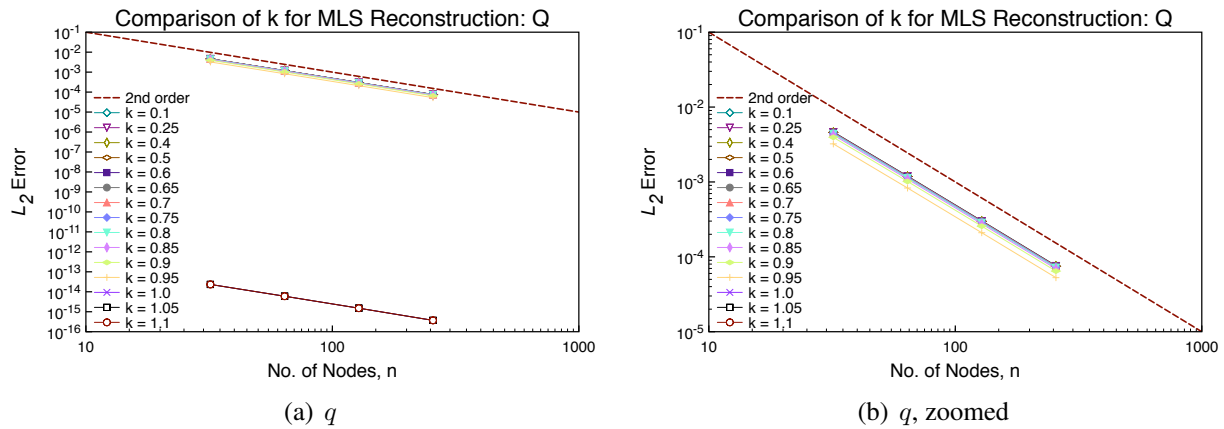 Comparison of k for MLS Reconstruction: Q
10^-1
10^-2
10^-3
10^-4
10^-5
10^-6
10^-7
10^-8
10^-9
10^-10
10^-11
10^-12
10^-13
10^-14
10^-15
10^-16
L_2 Error
2nd order
k = 0.1
k = 0.25
k = 0.4
k = 0.5
k = 0.6
k = 0.65
k = 0.7
k = 0.75
k = 0.8
k = 0.85
k = 0.9
k = 0.95
k = 1.0
k = 1.05
k = 1.1
10
100
1000
No. of Nodes, n
(a) q
Comparison of k for MLS Reconstruction: Q
10^-1
10^-2
10^-3
10^-4
10^-5
L_2 Error
2nd order
k = 0.1
k = 0.25
k = 0.4
k = 0.5
k = 0.6
k = 0.65
k = 0.7
k = 0.75
k = 0.8
k = 0.85
k = 0.9
k = 0.95
k = 1.0
k = 1.05
k = 1.1
10
100
1000
No. of Nodes, n
(b) q, zoomed